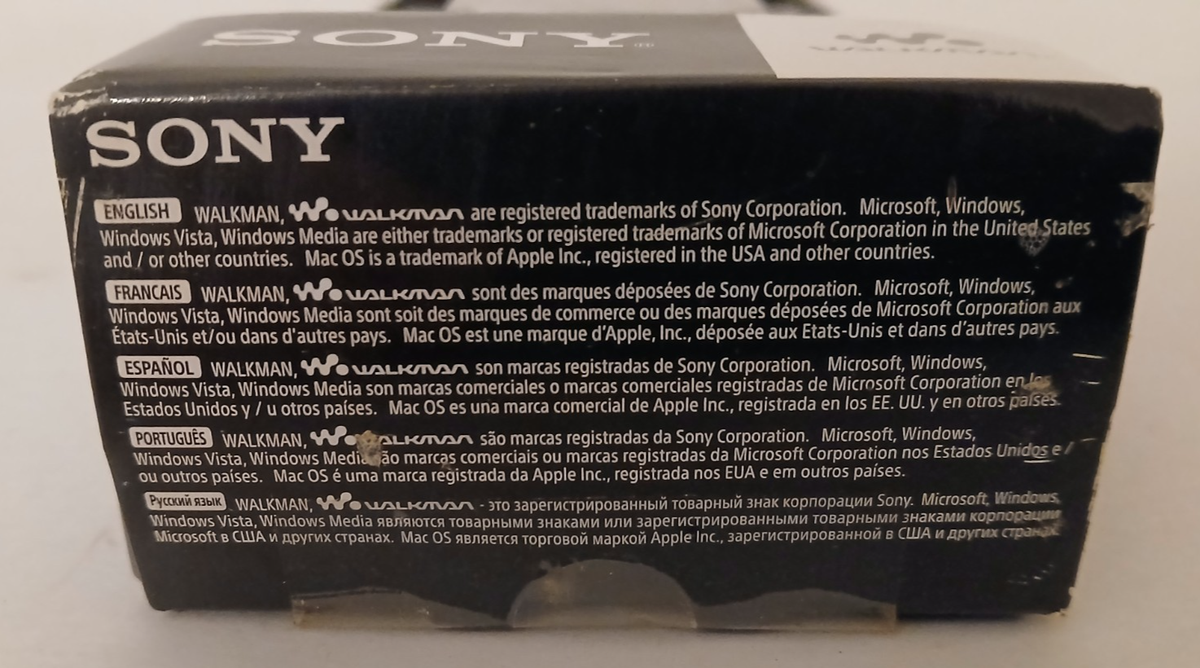 SONY
WALKMAN
SONY
ENGLISH WALKMAN, WALKMAN are registered trademarks of Sony Corporation. Microsoft, Windows,
Windows Vista, Windows Media are either trademarks or registered trademarks of Microsoft Corporation in the United States
and / or other countries. Mac OS is a trademark of Apple Inc., registered in the USA and other countries.
FRANCAIS WALKMAN, WALKMAN sont des marques déposées de Sony Corporation. Microsoft, Windows,
Windows Vista, Windows Media sont soit des marques de commerce ou des marques déposées de Microsoft Corporation aux
États-Unis et/ou dans d'autres pays. Mac OS est une marque d'Apple, Inc., déposée aux Etats-Unis et dans d'autres pays.
ESPAÑOL WALKMAN, WALKMAN son marcas registradas de Sony Corporation. Microsoft, Windows,
Windows Vista, Windows Media son marcas comerciales o marcas comerciales registradas de Microsoft Corporation en los
Estados Unidos y / u otros países. Mac OS es una marca comercial de Apple Inc., registrada en los EE. UU. y en otros países.
PORTUGUÊS WALKMAN, WALKMAN são marcas registradas da Sony Corporation. Microsoft, Windows,
Windows Vista, Windows Media são marcas comerciais ou marcas registradas da Microsoft Corporation nos Estados Unidos e /
ou outros países. Mac OS é uma marca registrada da Apple Inc., registrada nos EUA e em outros países.
Русский язык WALKMAN, WALKMAN - это зарегистрированный товарный знак корпорации Sony. Microsoft, Windows,
Windows Vista, Windows Media являются товарными знаками или зарегистрированными товарными знаками корпорации
Microsoft в США и других странах. Mac OS является торговой маркой Apple Inc., зарегистрированной в США и других странах.